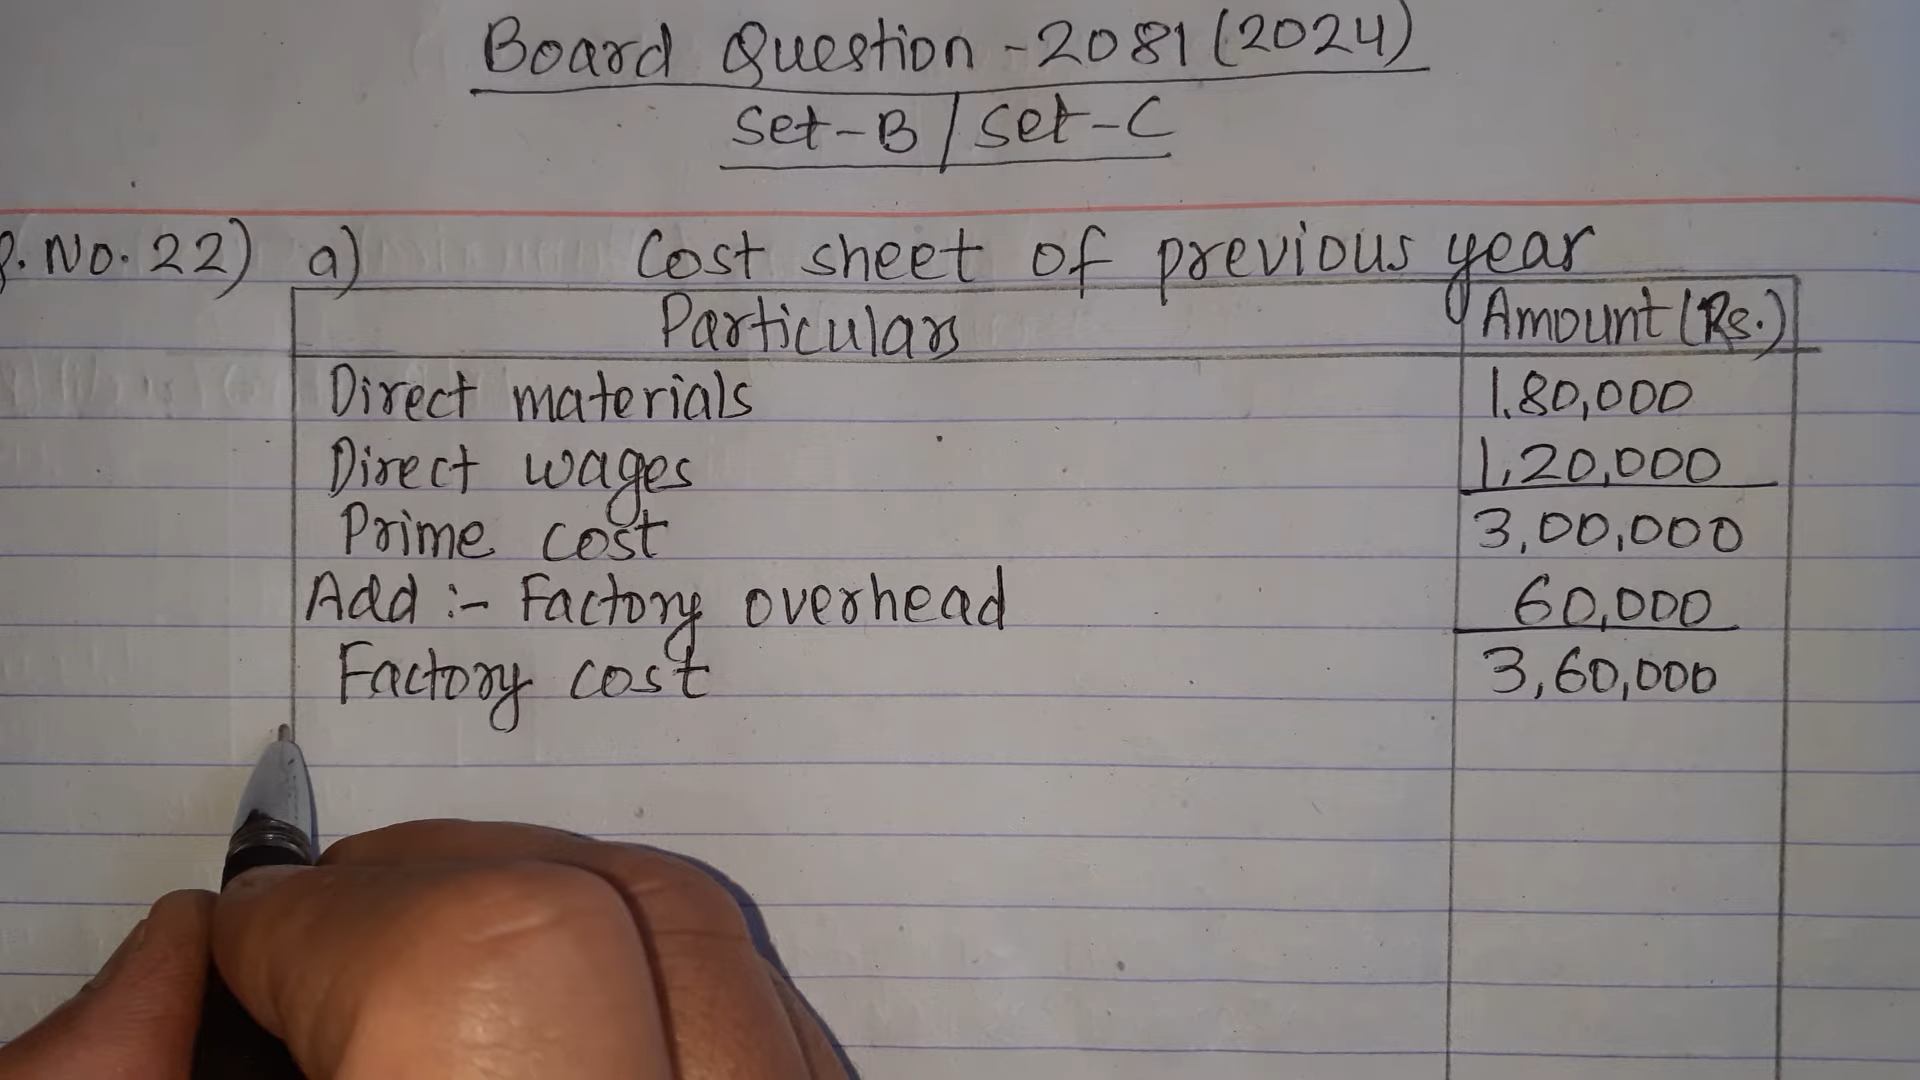 Board Question - 2081 (2024)
Set-B / Set-C
. No. 22) a) Cost sheet of previous year
Particulars Amount (Rs.)
Direct materials 1,80,000
Direct wages 1,20,000
Prime cost 3,00,000
Add :- Factory overhead 60,000
Factory cost 3,60,000